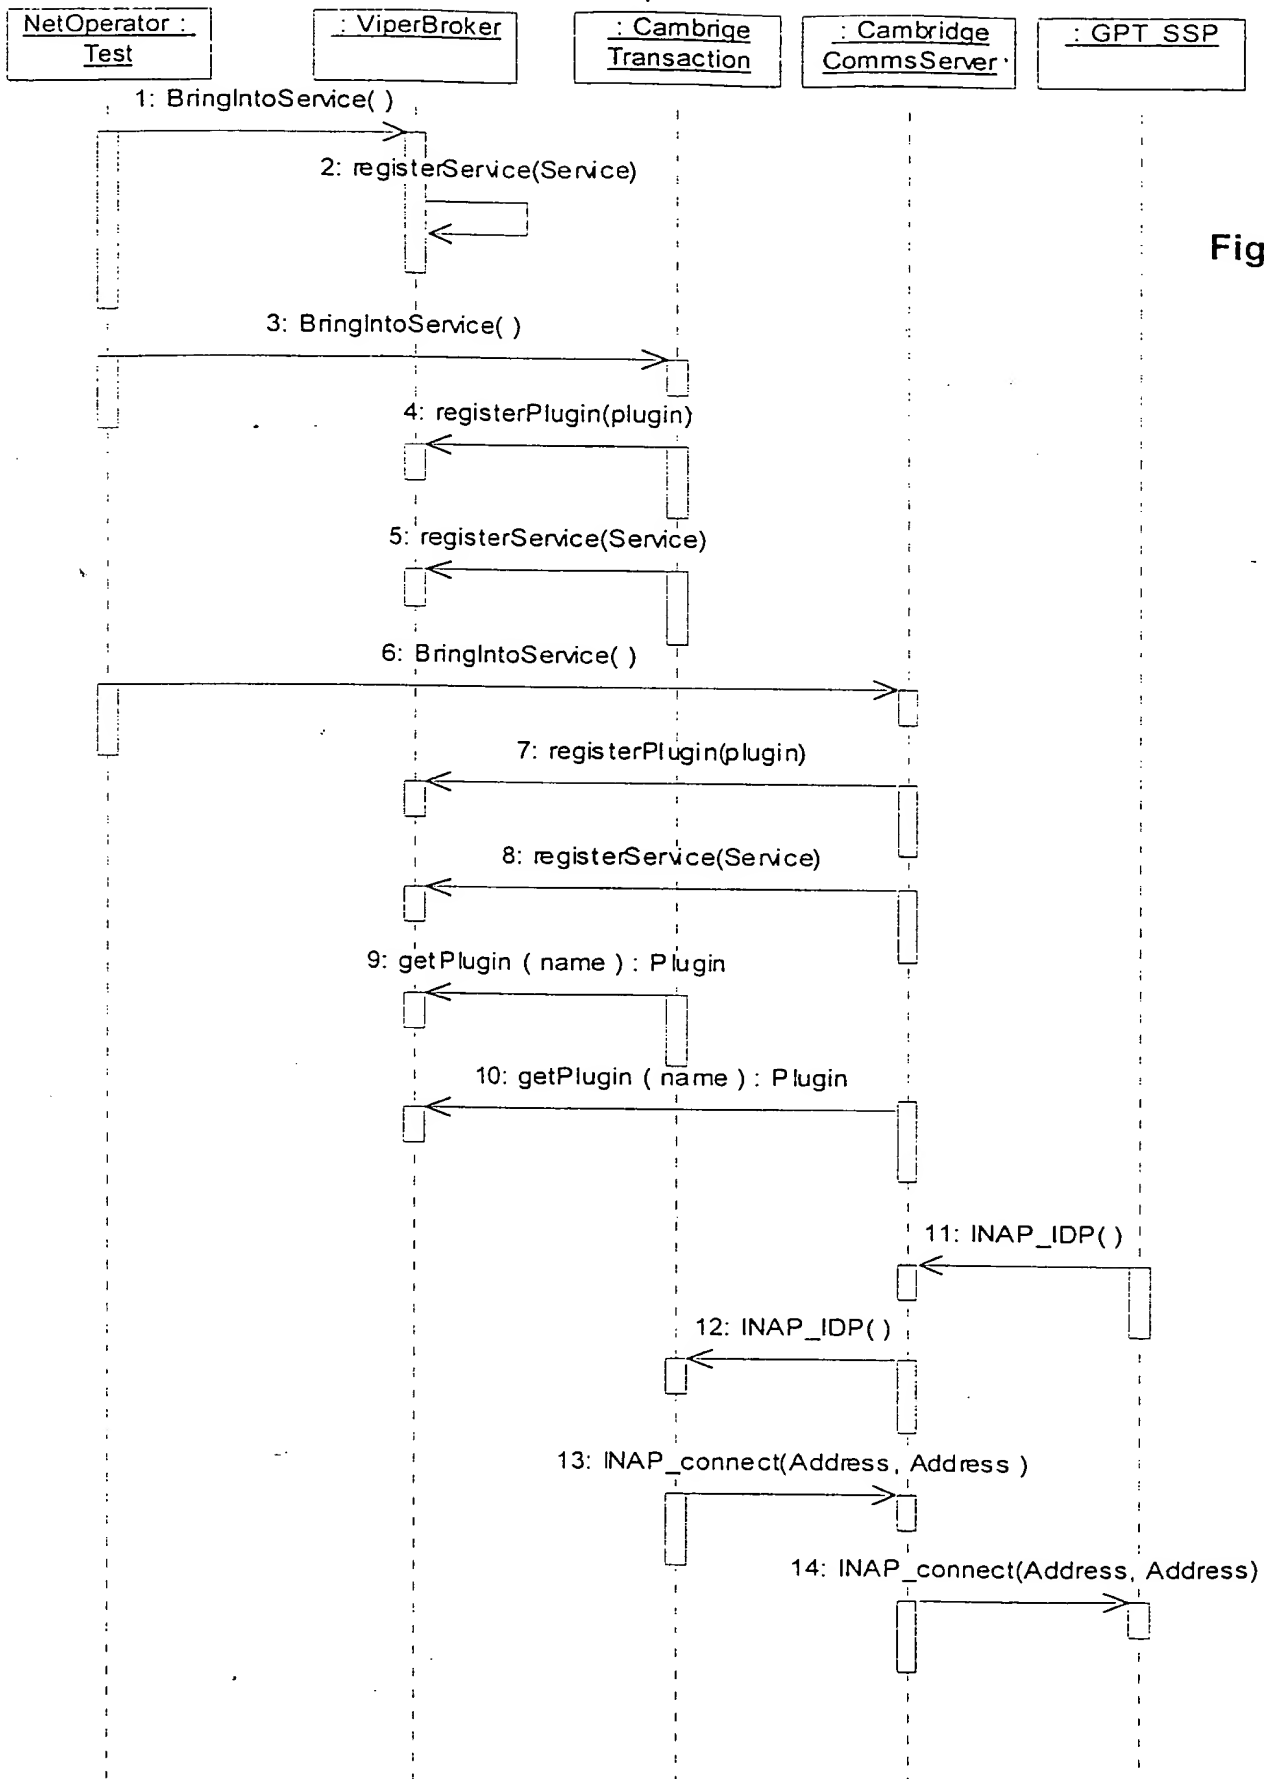 NetOperator :
Test
: ViperBroker
: Cambrige
Transaction
: Cambridge
CommsServer
: GPT SSP
1: BringIntoService( )
2: registerService(Service)
Fig
3: BringIntoService( )
4: registerPlugin(plugin)
5: registerService(Service)
6: BringIntoService( )
7: registerPlugin(plugin)
8: registerService(Service)
9: getPlugin ( name ) : Plugin
10: getPlugin ( name ) : Plugin
11: INAP_IDP( )
12: INAP_IDP( )
13: INAP_connect(Address, Address )
14: INAP_connect(Address, Address)